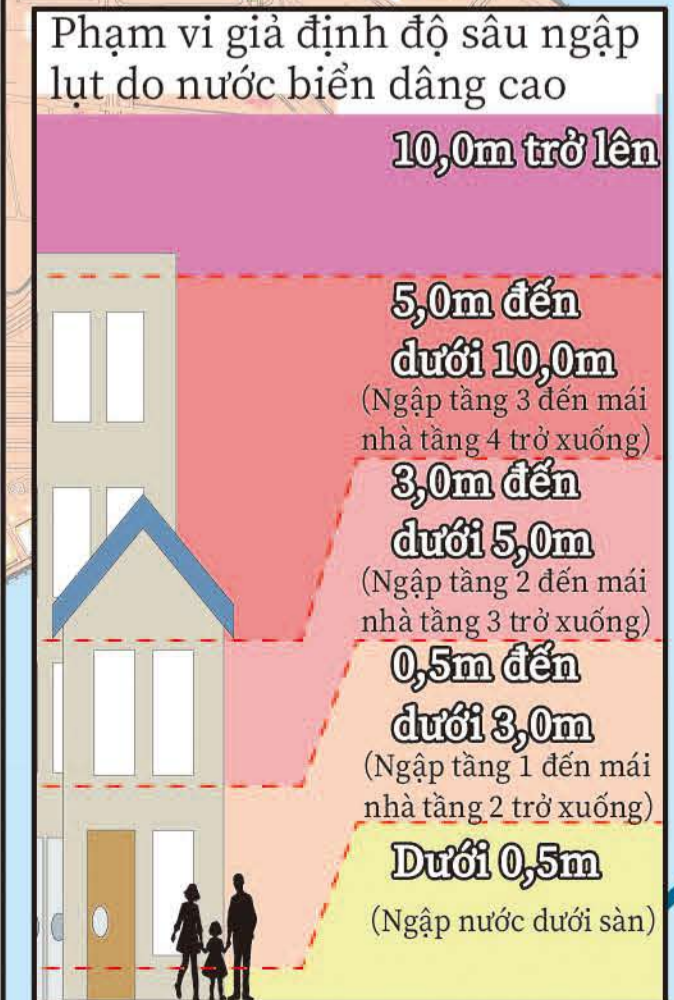 Phạm vi giả định độ sâu ngập
lụt do nước biển dâng cao
10,0m trở lên
5,0m đến
dưới 10,0m
(Ngập tầng 3 đến mái
nhà tầng 4 trở xuống)
3,0m đến
dưới 5,0m
(Ngập tầng 2 đến mái
nhà tầng 3 trở xuống)
0,5m đến
dưới 3,0m
(Ngập tầng 1 đến mái
nhà tầng 2 trở xuống)
Dưới 0,5m
(Ngập nước dưới sàn)